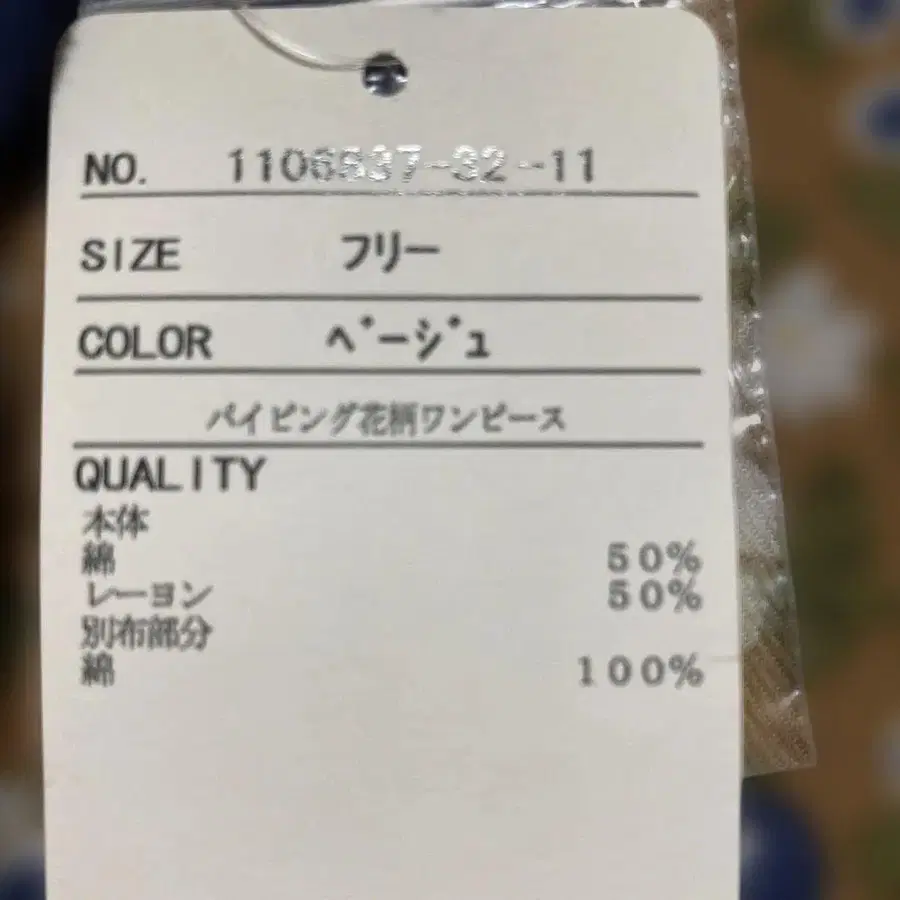 NO. 1106837-32-11
SIZE フリー
COLOR ベージュ
パイピング花柄ワンピース
QUALITY
本体
綿 50%
レーヨン 50%
別布部分
綿 100%